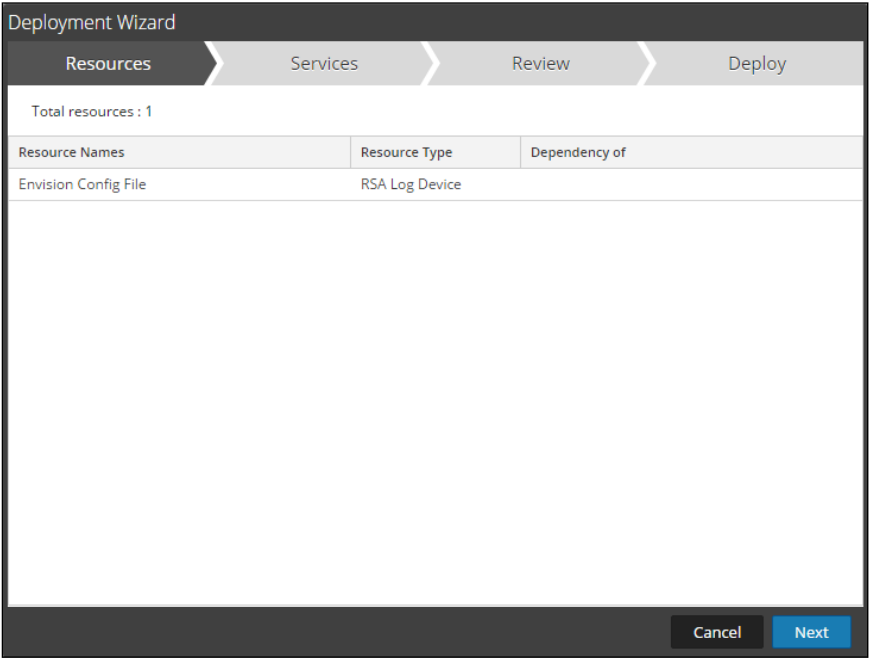 Deployment Wizard
Resources Services Review Deploy
Total resources : 1
Resource Names Resource Type Dependency of
Envision Config File RSA Log Device
Cancel Next